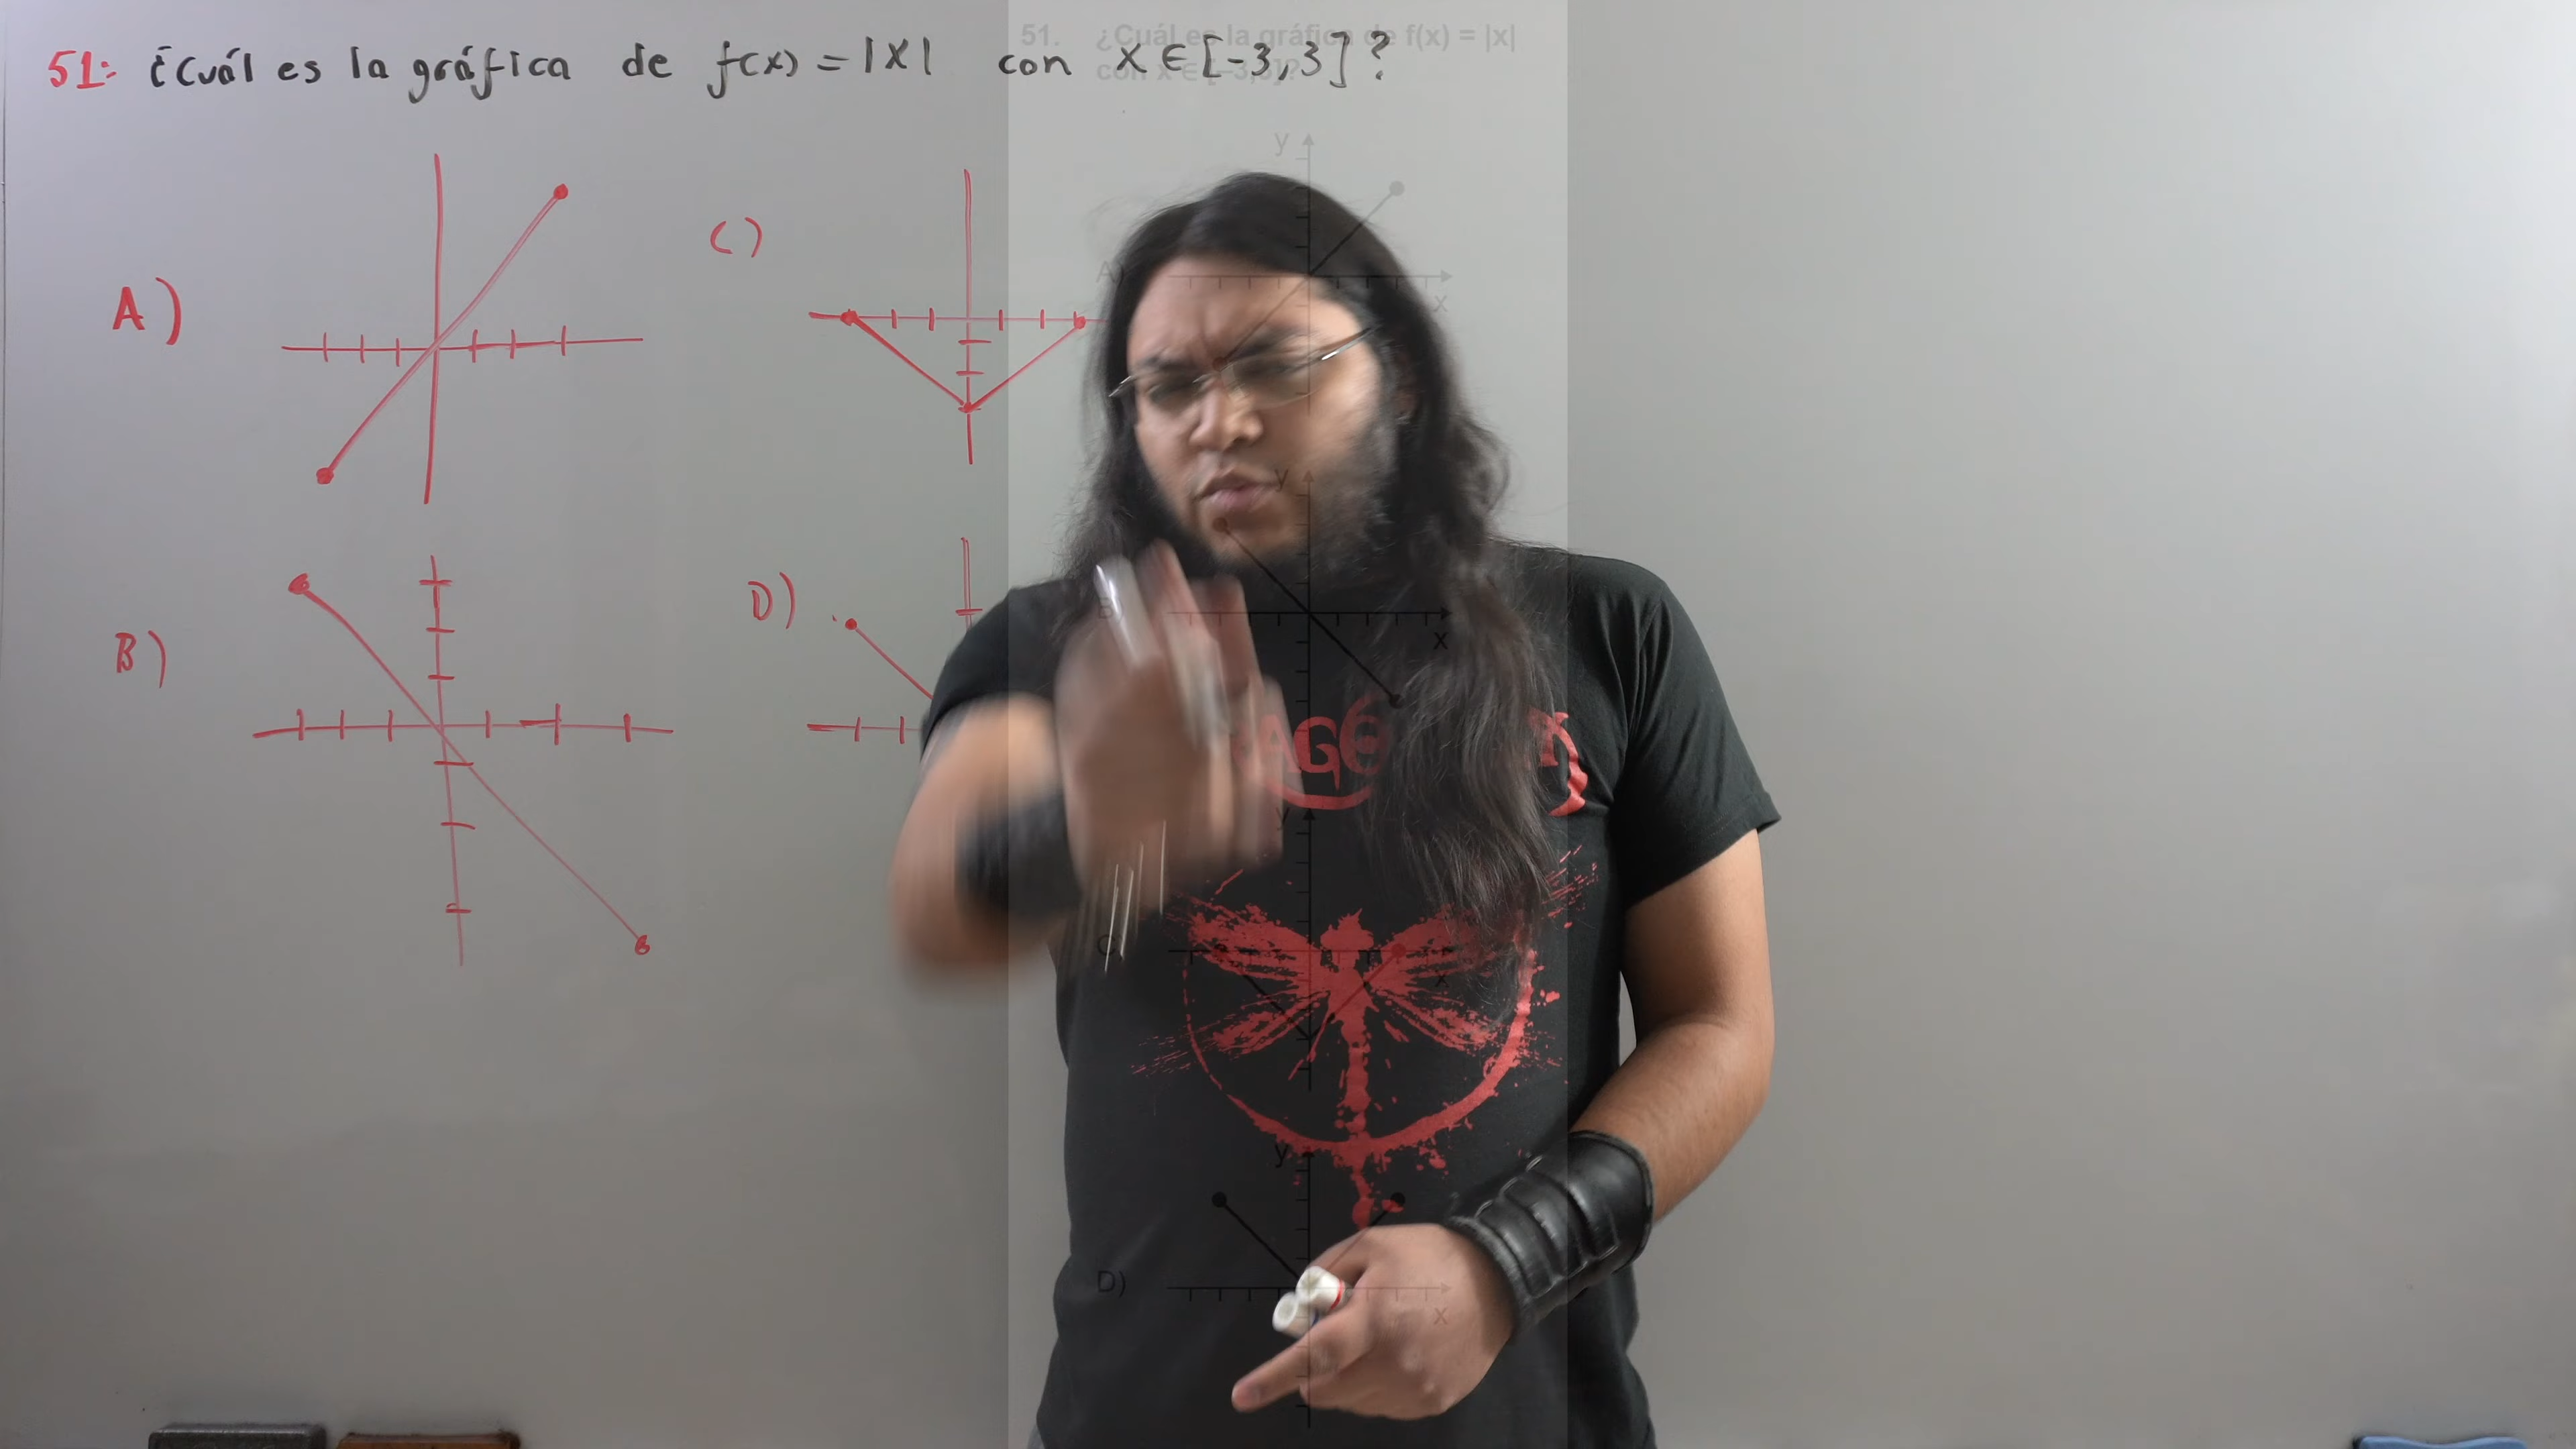 51: ¿Cuál es la gráfica de f(x) = |X| con X ∈ [-3,3]?
51. ¿Cuál es la gráfica de f(x) = |x|
con x ∈ [-3,3]?
A)
C)
B)
D)
y
A)
x
y
B)
x
y
C)
x
y
D)
x